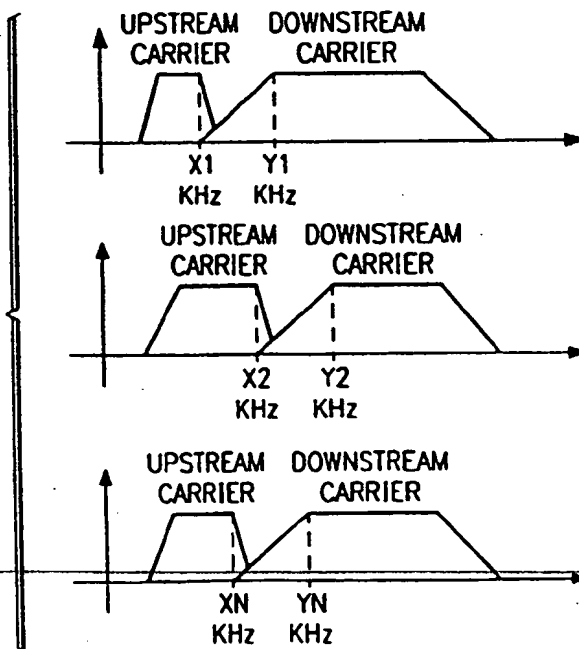 UPSTREAM DOWNSTREAM
CARRIER CARRIER
X1 Y1
KHz KHz
UPSTREAM DOWNSTREAM
CARRIER CARRIER
X2 Y2
KHz KHz
UPSTREAM DOWNSTREAM
CARRIER CARRIER
XN YN
KHz KHz